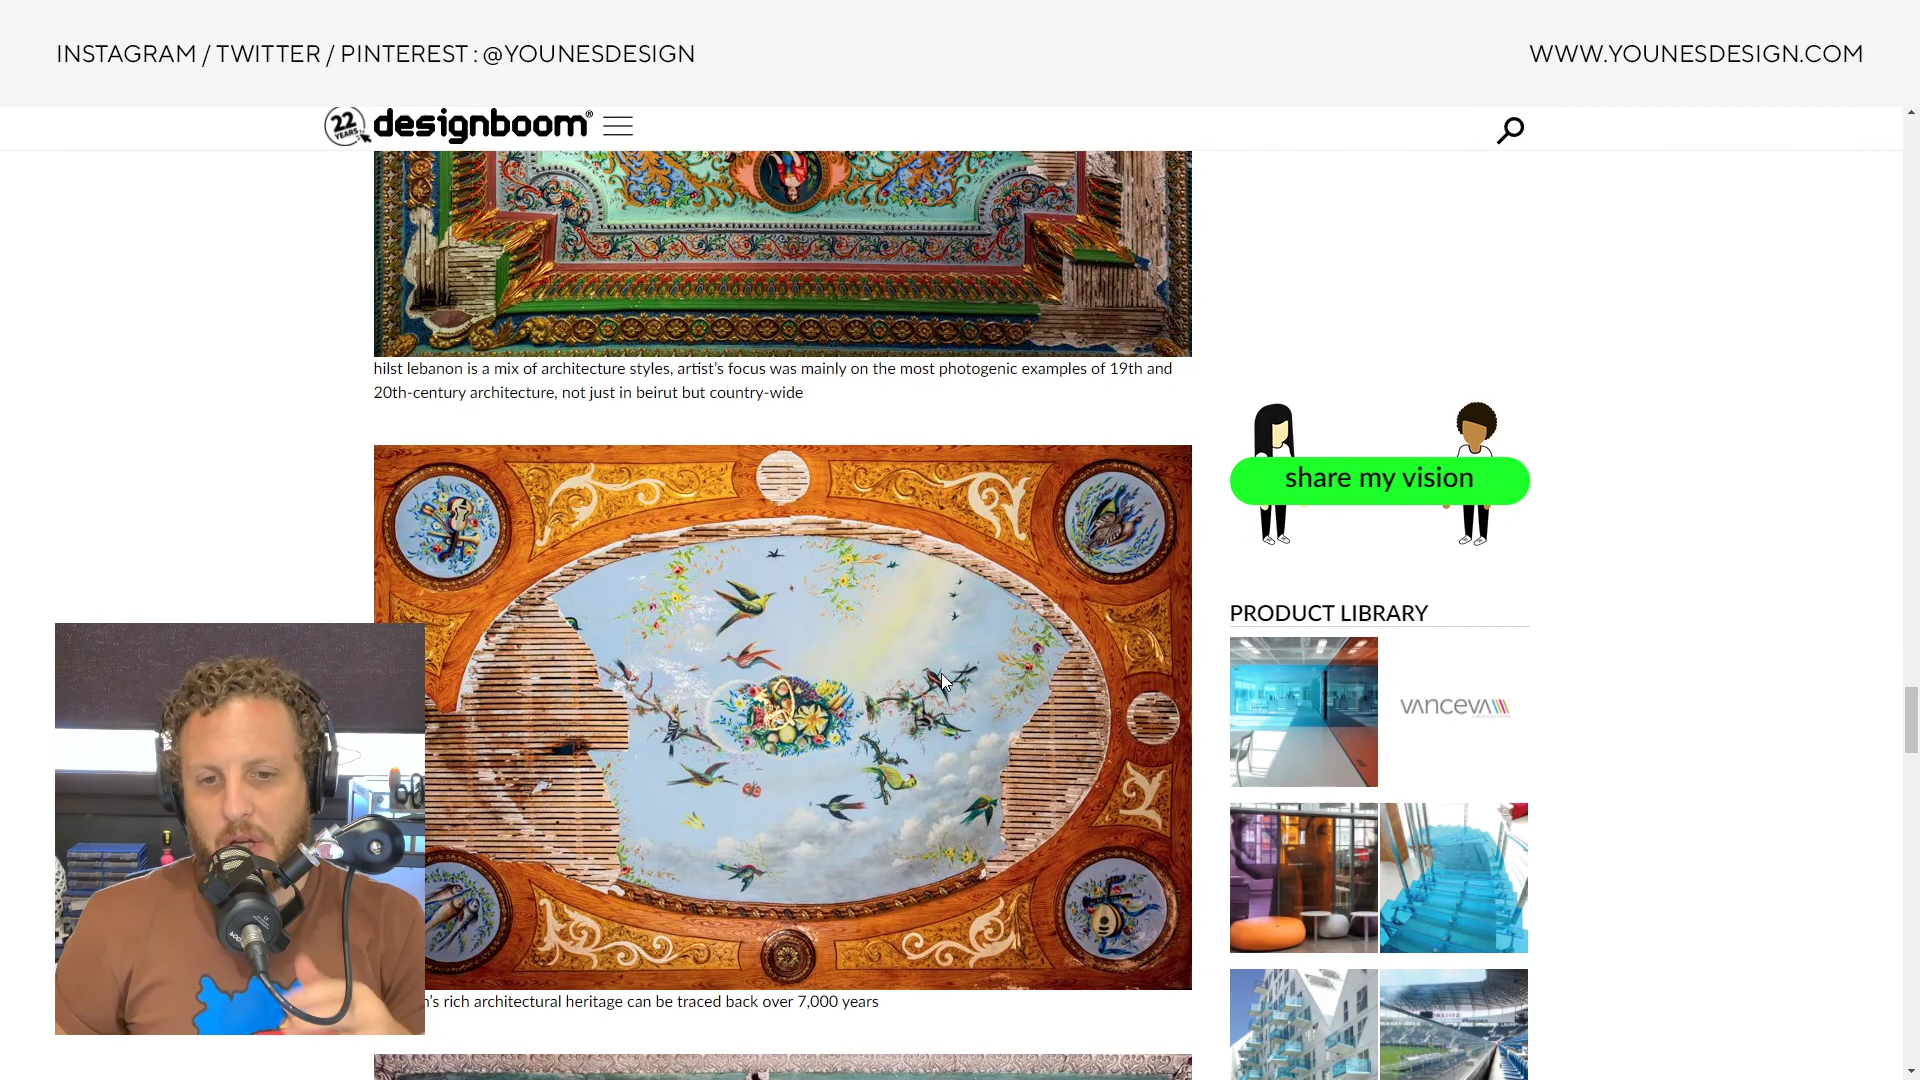 INSTAGRAM / TWITTER / PINTEREST : @YOUNESDESIGN
WWW.YOUNESDESIGN.COM
22
YEARS
designboom®
hilst lebanon is a mix of architecture styles, artist's focus was mainly on the most photogenic examples of 19th and
20th-century architecture, not just in beirut but country-wide
share my vision
PRODUCT LIBRARY
VANCEVA
n's rich architectural heritage can be traced back over 7,000 years